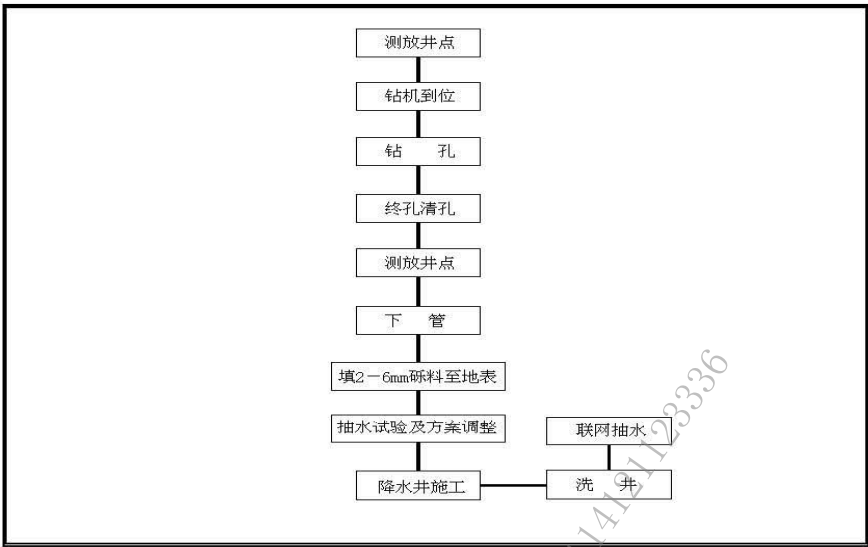 测放井点
钻机到位
钻 孔
终孔清孔
测放井点
下 管
填2-6mm砾料至地表
抽水试验及方案调整
联网抽水
降水井施工
洗 井
14121123336